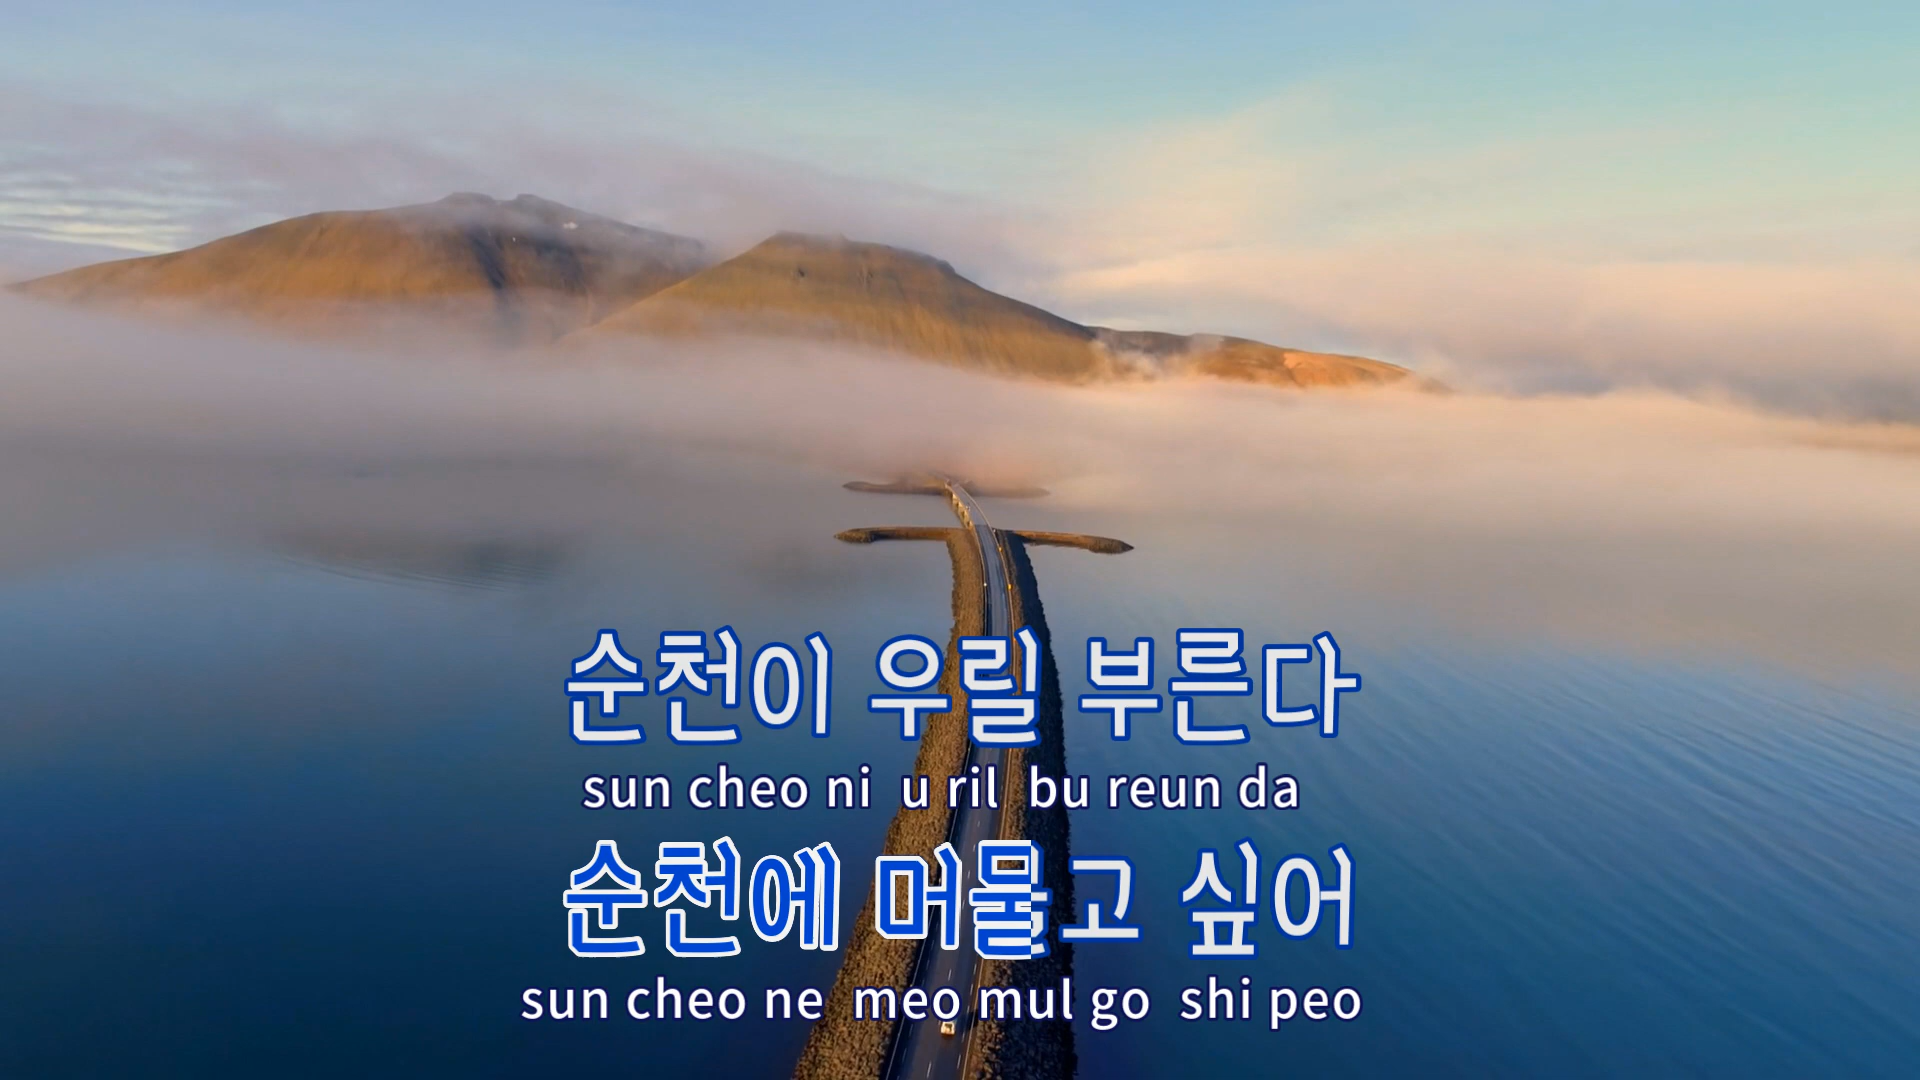 순천이 우릴 부른다
sun cheo ni u ril bu reun da
순천에 머물고 싶어
sun cheo ne meo mul go shi peo